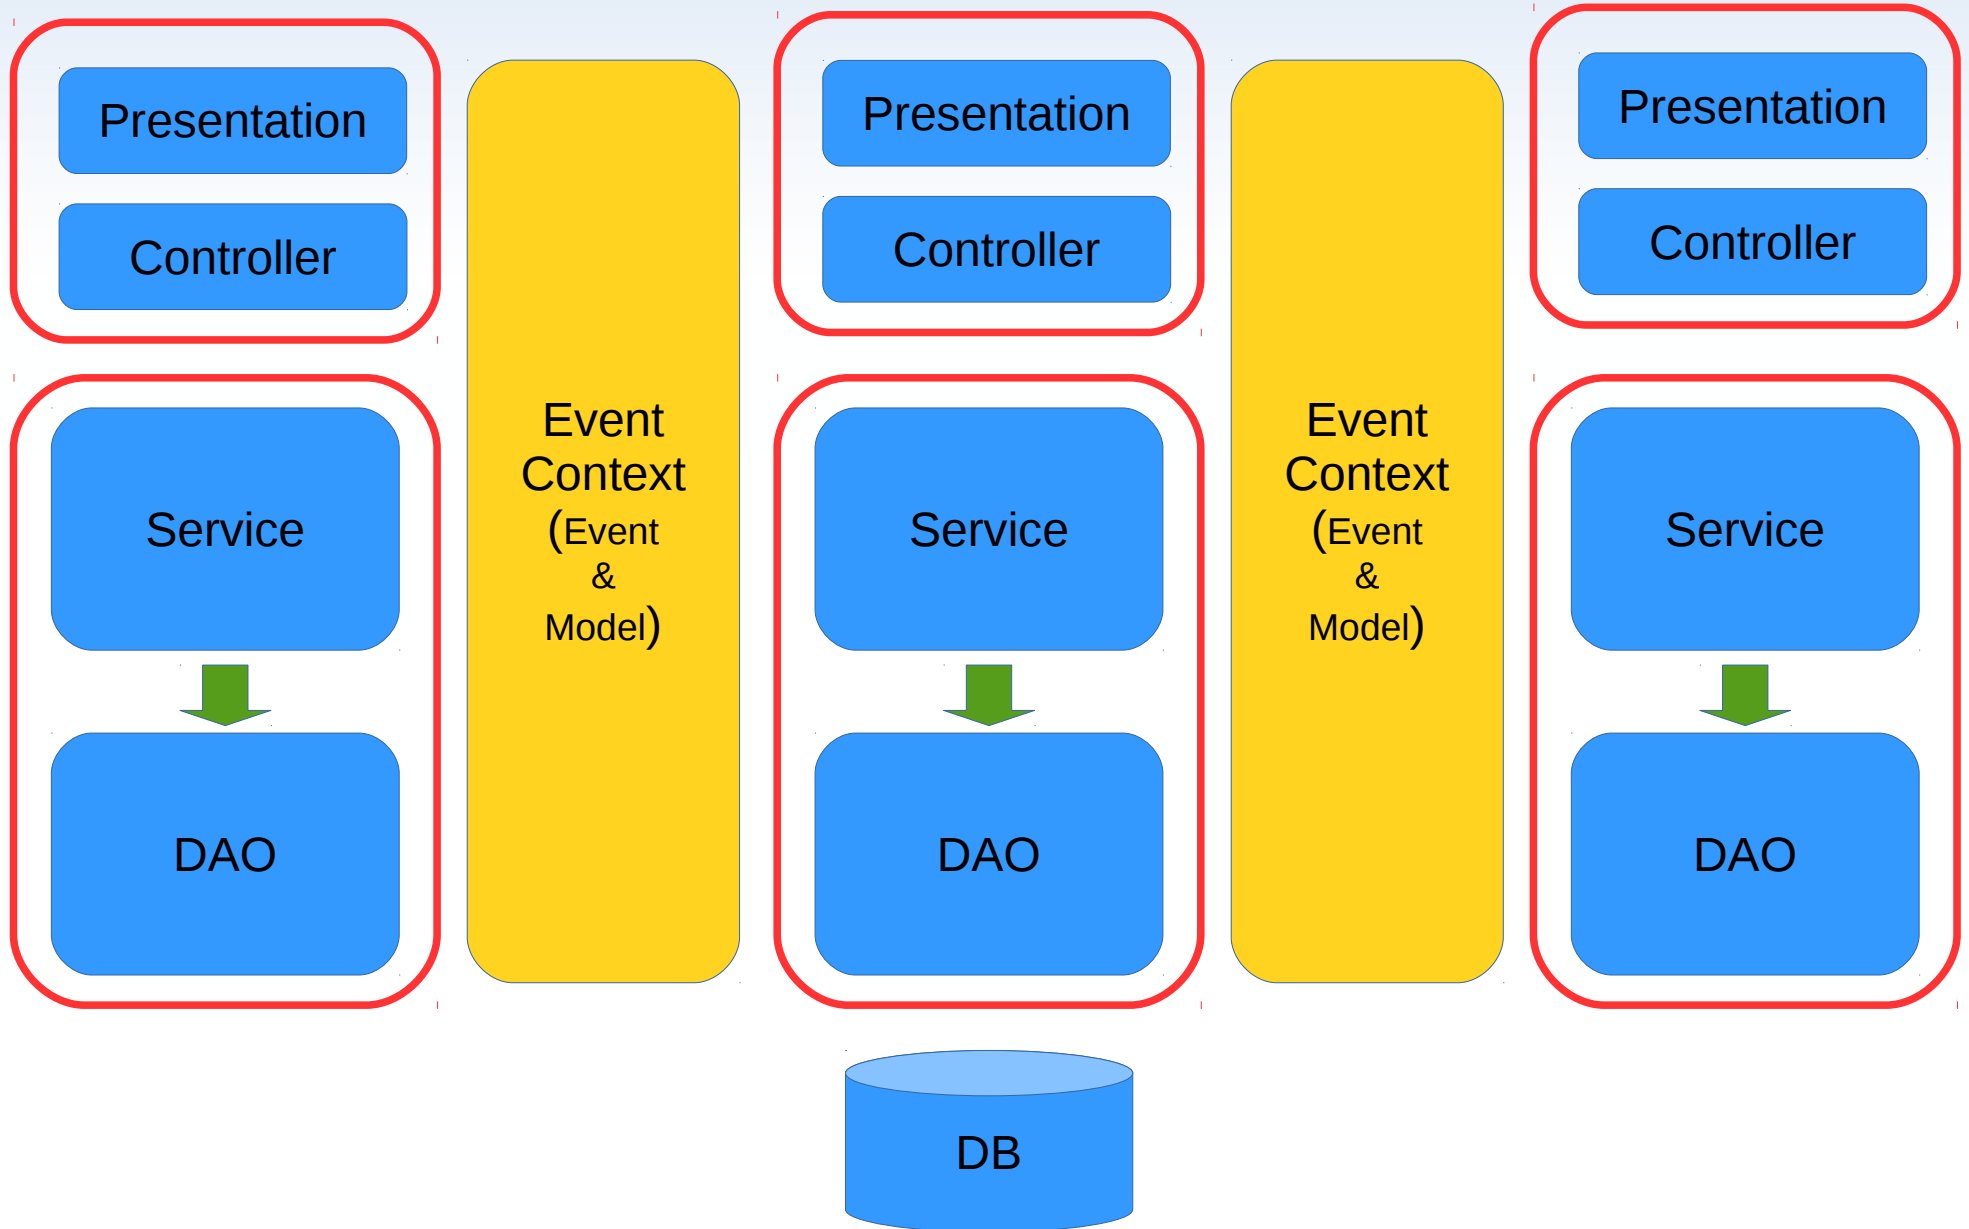 Presentation
Controller
Service
DAO
Event
Context
(Event
&
Model)
Presentation
Controller
Service
DAO
Event
Context
(Event
&
Model)
Presentation
Controller
Service
DAO
DB